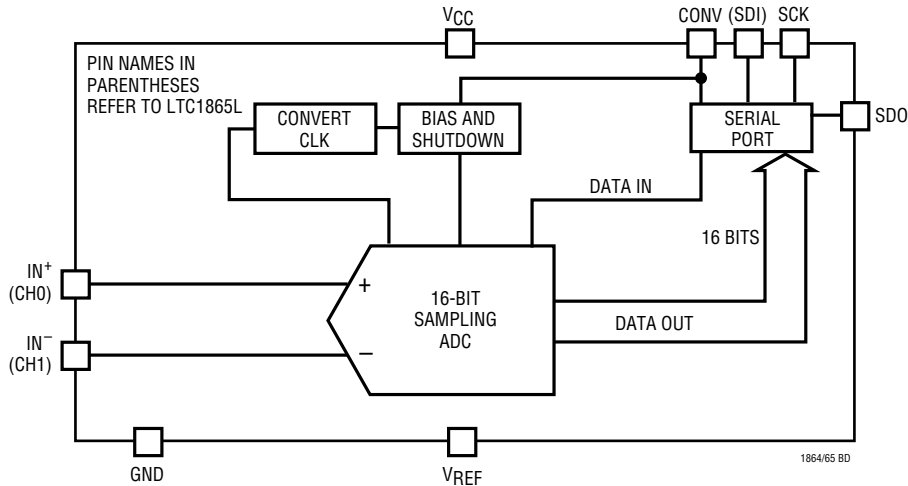 VCC
CONV
(SDI)
SCK
PIN NAMES IN
PARENTHESES
REFER TO LTC1865L
CONVERT
CLK
BIAS AND
SHUTDOWN
SERIAL
PORT
SDO
DATA IN
16 BITS
IN+
(CH0)
+
16-BIT
SAMPLING
ADC
DATA OUT
IN−
(CH1)
−
GND
VREF
1864/65 BD